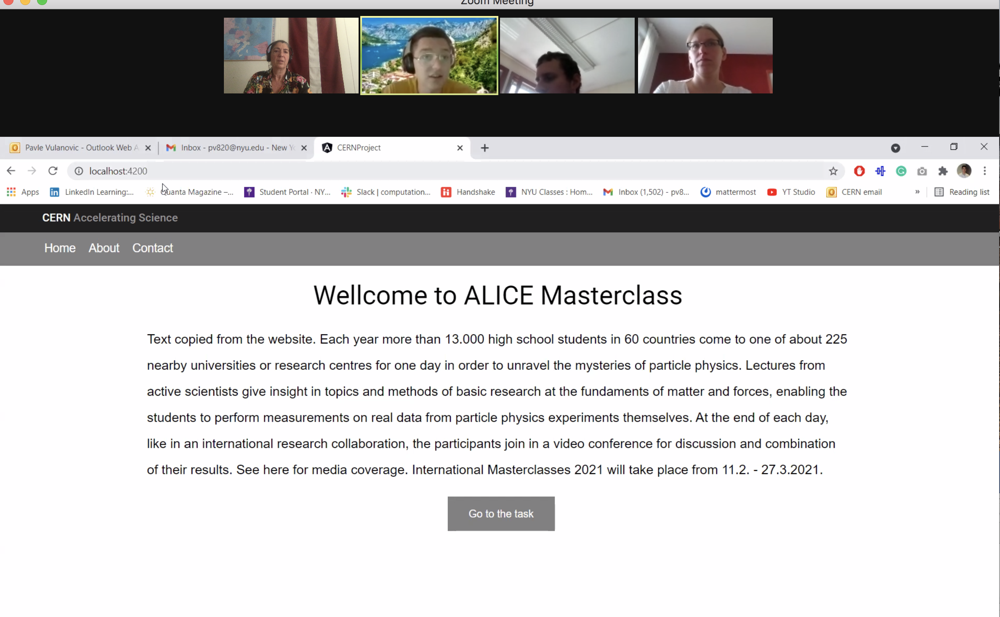 Zoom Meeting
Pavle Vulanovic - Outlook Web A
Inbox - pv820@nyu.edu - New Yo
CERNProject
localhost:4200
Apps
LinkedIn Learning:...
Quanta Magazine –...
Student Portal · NY...
Slack | computation...
Handshake
NYU Classes : Hom...
Inbox (1,502) - pv8...
mattermost
YT Studio
CERN email
»
Reading list
CERN Accelerating Science
Home About Contact
Wellcome to ALICE Masterclass
Text copied from the website. Each year more than 13.000 high school students in 60 countries come to one of about 225
nearby universities or research centres for one day in order to unravel the mysteries of particle physics. Lectures from
active scientists give insight in topics and methods of basic research at the fundaments of matter and forces, enabling the
students to perform measurements on real data from particle physics experiments themselves. At the end of each day,
like in an international research collaboration, the participants join in a video conference for discussion and combination
of their results. See here for media coverage. International Masterclasses 2021 will take place from 11.2. - 27.3.2021.
Go to the task